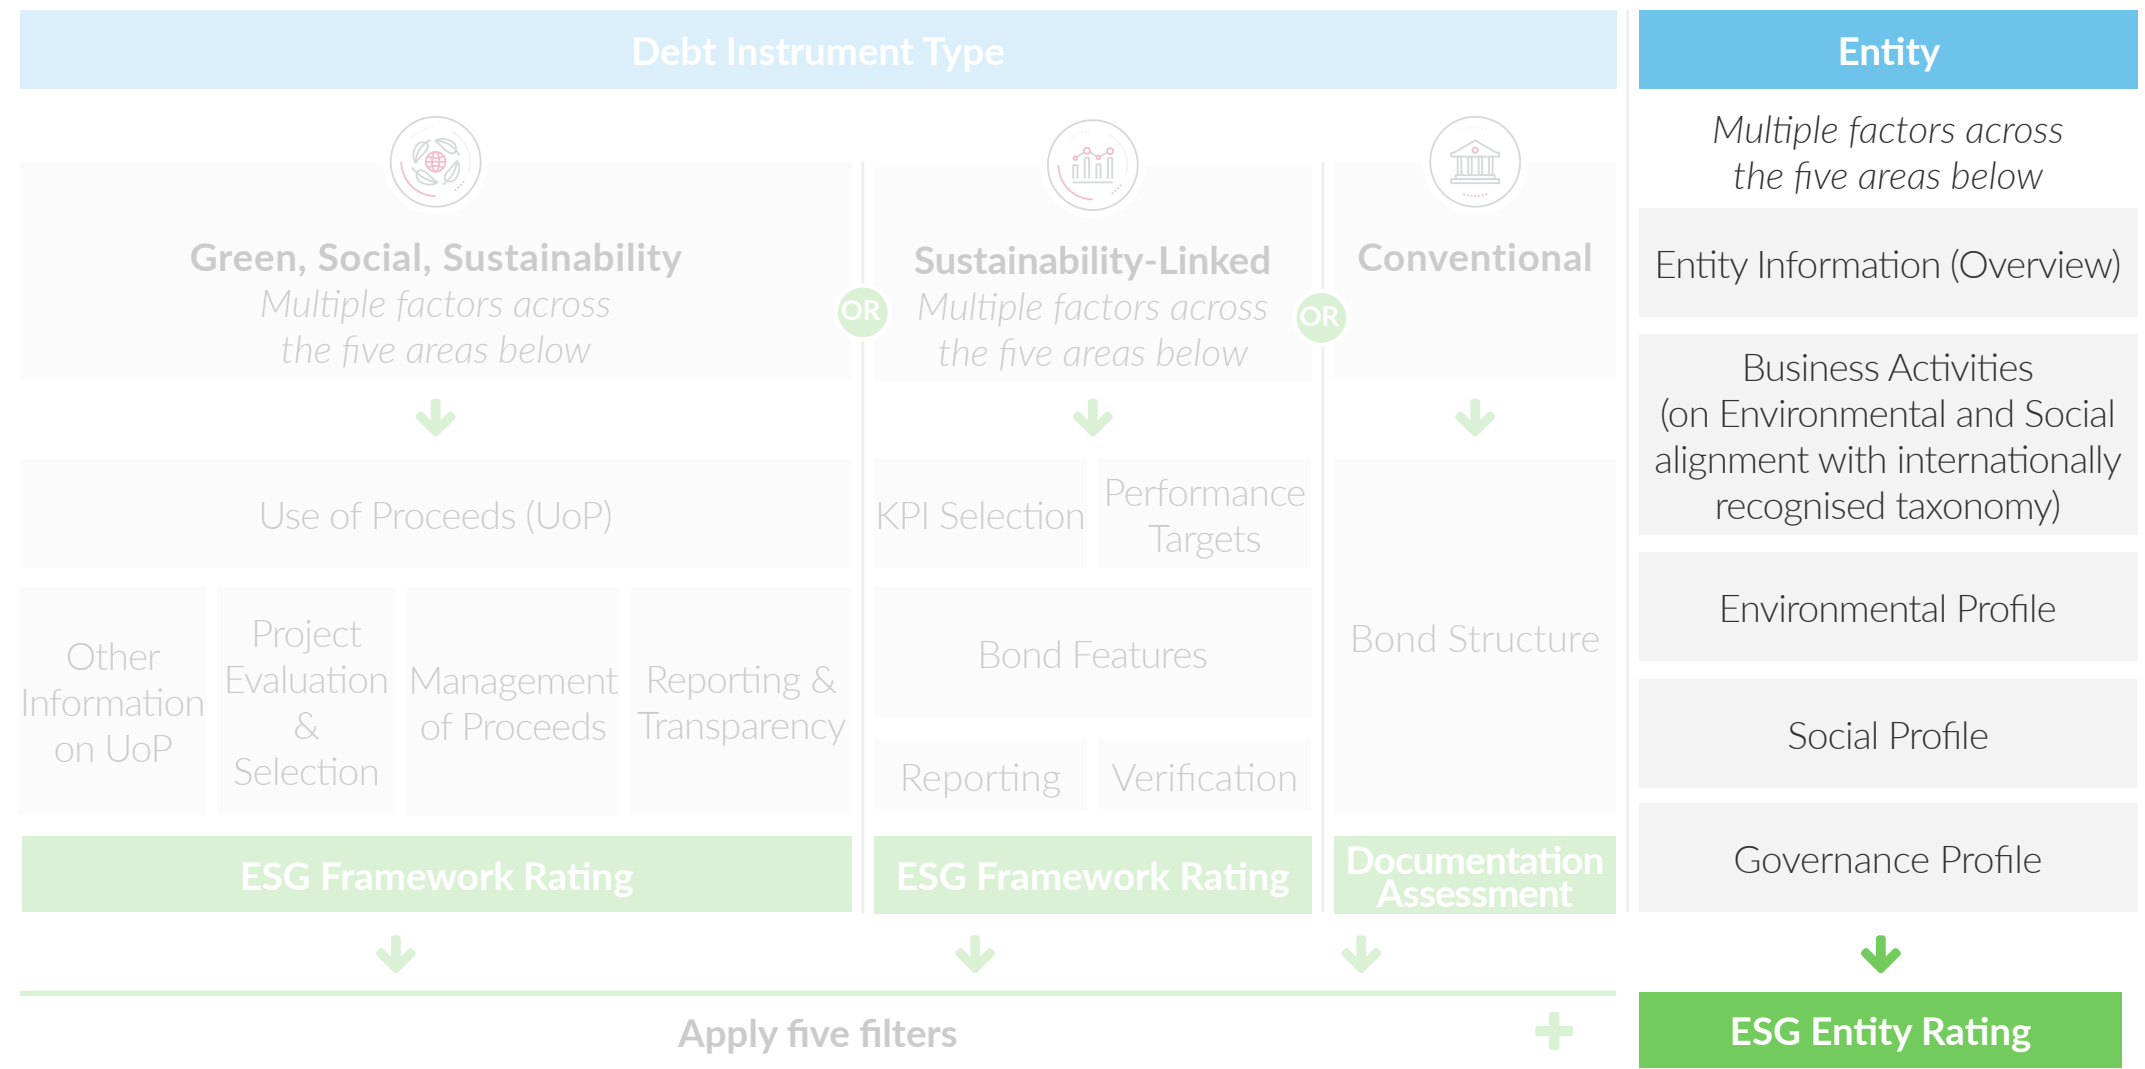 Debt Instrument Type
Green, Social, Sustainability
Multiple factors across
the five areas below
OR
Sustainability-Linked
Multiple factors across
the five areas below
OR
Conventional
Use of Proceeds (UoP)
Other
Information
on UoP
Project
Evaluation
&
Selection
Management
of Proceeds
Reporting &
Transparency
KPI Selection
Performance
Targets
Bond Features
Reporting
Verification
Bond Structure
ESG Framework Rating
ESG Framework Rating
Documentation
Assessment
Apply five filters
Entity
Multiple factors across
the five areas below
Entity Information (Overview)
Business Activities
(on Environmental and Social
alignment with internationally
recognised taxonomy)
Environmental Profile
Social Profile
Governance Profile
ESG Entity Rating